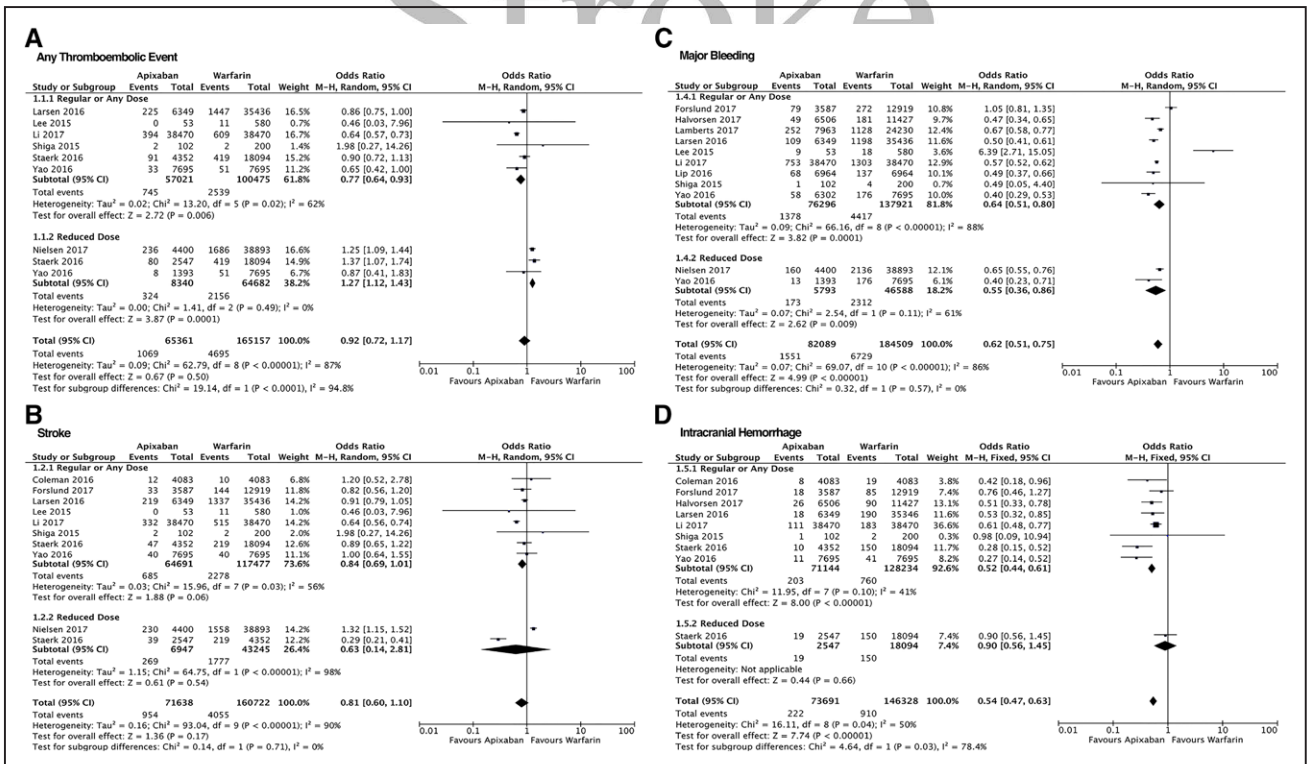 Stroke
A
Any Thromboembolic Event
Apixaban Warfarin Odds Ratio Odds Ratio
Study or Subgroup Events Total Events Total Weight M-H, Random, 95% CI M-H, Random, 95% CI
1.1.1 Regular or Any Dose
Larsen 2016 225 6349 1447 35436 16.5% 0.86 [0.75, 1.00]
Lee 2015 0 53 11 580 0.7% 0.46 [0.03, 7.96]
Li 2017 394 38470 609 38470 16.7% 0.64 [0.57, 0.73]
Shiga 2015 2 102 2 200 1.3% 1.98 [0.27, 14.26]
Staerk 2016 91 4352 419 18094 15.2% 0.90 [0.72, 1.13]
Yao 2016 33 7695 51 7695 11.3% 0.65 [0.42, 1.00]
Subtotal (95% CI) 57021 100475 61.8% 0.77 [0.64, 0.93]
Total events 745 2539
Heterogeneity: Tau² = 0.02; Chi² = 13.20, df = 5 (P = 0.02); I² = 62%
Test for overall effect: Z = 2.72 (P = 0.006)
1.1.2 Reduced Dose
Nielsen 2017 236 4400 1686 38893 16.6% 1.25 [1.09, 1.44]
Staerk 2016 80 2547 419 18094 14.9% 1.37 [1.07, 1.74]
Yao 2016 8 1393 51 7695 6.7% 0.87 [0.41, 1.83]
Subtotal (95% CI) 8340 64682 38.2% 1.27 [1.12, 1.43]
Total events 324 2156
Heterogeneity: Tau² = 0.00; Chi² = 1.41, df = 2 (P = 0.49); I² = 0%
Test for overall effect: Z = 3.87 (P = 0.0001)
Total (95% CI) 65361 165157 100.0% 0.92 [0.72, 1.17]
Total events 1069 4695
Heterogeneity: Tau² = 0.09; Chi² = 62.79, df = 8 (P < 0.00001); I² = 87%
Test for overall effect: Z = 0.67 (P = 0.50)
Test for subgroup differences: Chi² = 19.14, df = 1 (P < 0.0001), I² = 94.8%
0.01 0.1 1 10 100
Favours Apixaban Favours Warfarin
B
Stroke
Apixaban Warfarin Odds Ratio Odds Ratio
Study or Subgroup Events Total Events Total Weight M-H, Random, 95% CI M-H, Random, 95% CI
1.2.1 Regular or Any Dose
Coleman 2016 12 4083 10 4083 6.8% 1.20 [0.52, 2.78]
Forslund 2017 33 3587 144 12919 11.8% 0.82 [0.56, 1.20]
Larsen 2016 219 6349 1337 35436 14.2% 0.91 [0.79, 1.05]
Lee 2015 0 53 11 580 1.0% 0.46 [0.03, 7.96]
Li 2017 332 38470 515 38470 14.2% 0.64 [0.56, 0.74]
Shiga 2015 2 102 2 200 2.0% 1.98 [0.27, 14.26]
Staerk 2016 47 4352 219 18094 12.5% 0.89 [0.65, 1.22]
Yao 2016 40 7695 40 7695 11.1% 1.00 [0.64, 1.55]
Subtotal (95% CI) 64691 117477 73.6% 0.84 [0.69, 1.01]
Total events 685 2278
Heterogeneity: Tau² = 0.03; Chi² = 15.96, df = 7 (P = 0.03); I² = 56%
Test for overall effect: Z = 1.88 (P = 0.06)
1.2.2 Reduced Dose
Nielsen 2017 230 4400 1558 38893 14.2% 1.32 [1.15, 1.52]
Staerk 2016 39 2547 219 4352 12.2% 0.29 [0.21, 0.41]
Subtotal (95% CI) 6947 43245 26.4% 0.63 [0.14, 2.81]
Total events 269 1777
Heterogeneity: Tau² = 1.15; Chi² = 64.75, df = 1 (P < 0.00001); I² = 98%
Test for overall effect: Z = 0.61 (P = 0.54)
Total (95% CI) 71638 160722 100.0% 0.81 [0.60, 1.10]
Total events 954 4055
Heterogeneity: Tau² = 0.16; Chi² = 93.04, df = 9 (P < 0.00001); I² = 90%
Test for overall effect: Z = 1.36 (P = 0.17)
Test for subgroup differences: Chi² = 0.14, df = 1 (P = 0.71), I² = 0%
0.01 0.1 1 10 100
Favours Apixaban Favours Warfarin
C
Major Bleeding
Apixaban Warfarin Odds Ratio Odds Ratio
Study or Subgroup Events Total Events Total Weight M-H, Random, 95% CI M-H, Random, 95% CI
1.4.1 Regular or Any Dose
Forslund 2017 79 3587 272 12919 10.8% 1.05 [0.81, 1.35]
Halvorsen 2017 49 6506 181 11427 9.7% 0.47 [0.34, 0.65]
Lamberts 2017 252 7963 1128 24230 12.4% 0.67 [0.58, 0.77]
Larsen 2016 109 6349 1198 35436 11.9% 0.50 [0.41, 0.61]
Lee 2015 9 53 18 580 4.0% 6.39 [2.71, 15.05]
Li 2017 753 38470 1303 38470 12.9% 0.57 [0.52, 0.62]
Lip 2016 68 6964 137 6964 10.1% 0.49 [0.37, 0.66]
Shiga 2015 1 102 4 200 0.8% 0.49 [0.05, 4.40]
Yao 2016 58 6302 176 7695 10.0% 0.40 [0.29, 0.53]
Subtotal (95% CI) 76296 137921 81.8% 0.64 [0.51, 0.80]
Total events 1378 4417
Heterogeneity: Tau² = 0.09; Chi² = 66.16, df = 8 (P < 0.00001); I² = 88%
Test for overall effect: Z = 3.82 (P = 0.0001)
1.4.2 Reduced Dose
Nielsen 2017 160 4400 2136 38893 12.1% 0.65 [0.55, 0.76]
Yao 2016 13 1393 176 7695 6.1% 0.40 [0.23, 0.71]
Subtotal (95% CI) 5793 46588 18.2% 0.55 [0.36, 0.86]
Total events 173 2312
Heterogeneity: Tau² = 0.07; Chi² = 2.54, df = 1 (P = 0.11); I² = 61%
Test for overall effect: Z = 2.62 (P = 0.009)
Total (95% CI) 82089 184509 100.0% 0.62 [0.51, 0.75]
Total events 1551 6729
Heterogeneity: Tau² = 0.07; Chi² = 69.07, df = 10 (P < 0.00001); I² = 86%
Test for overall effect: Z = 4.99 (P < 0.00001)
Test for subgroup differences: Chi² = 0.32, df = 1 (P = 0.57), I² = 0%
0.01 0.1 1 10 100
Favours Apixaban Favours Warfarin
D
Intracranial Hemorrhage
Apixaban Warfarin Odds Ratio Odds Ratio
Study or Subgroup Events Total Events Total Weight M-H, Fixed, 95% CI M-H, Fixed, 95% CI
1.5.1 Regular or Any Dose
Coleman 2016 8 4083 19 4083 3.8% 0.42 [0.18, 0.96]
Forslund 2017 18 3587 85 12919 7.4% 0.76 [0.46, 1.27]
Halvorsen 2017 26 6506 90 11427 13.1% 0.51 [0.33, 0.78]
Larsen 2016 18 6349 190 35346 11.5% 0.53 [0.32, 0.85]
Li 2017 111 38470 183 38470 36.6% 0.61 [0.48, 0.77]
Shiga 2015 1 102 2 200 0.3% 0.98 [0.09, 10.94]
Staerk 2016 10 4352 150 18094 11.7% 0.28 [0.15, 0.52]
Yao 2016 11 7695 41 7695 8.2% 0.27 [0.14, 0.52]
Subtotal (95% CI) 71144 128234 92.6% 0.52 [0.44, 0.61]
Total events 203 760
Heterogeneity: Chi² = 11.95, df = 7 (P = 0.10); I² = 41%
Test for overall effect: Z = 8.00 (P < 0.00001)
1.5.2 Reduced Dose
Staerk 2016 19 2547 150 18094 7.4% 0.90 [0.56, 1.45]
Subtotal (95% CI) 2547 18094 7.4% 0.90 [0.56, 1.45]
Total events 19 150
Heterogeneity: Not applicable
Test for overall effect: Z = 0.44 (P = 0.66)
Total (95% CI) 73691 146328 100.0% 0.54 [0.47, 0.63]
Total events 222 910
Heterogeneity: Chi² = 16.11, df = 8 (P = 0.04); I² = 50%
Test for overall effect: Z = 7.74 (P < 0.00001)
Test for subgroup differences: Chi² = 4.64, df = 1 (P = 0.03), I² = 78.4%
0.01 0.1 1 10 100
Favours Apixaban Favours Warfarin